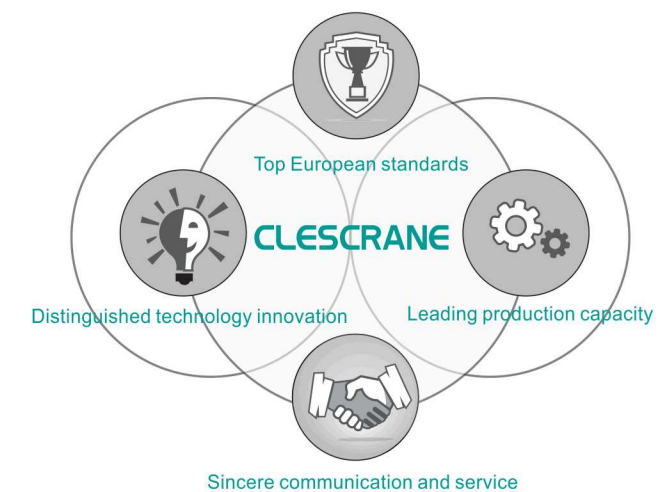 Top European standards
CLESCRANE
Distinguished technology innovation
Leading production capacity
Sincere communication and service